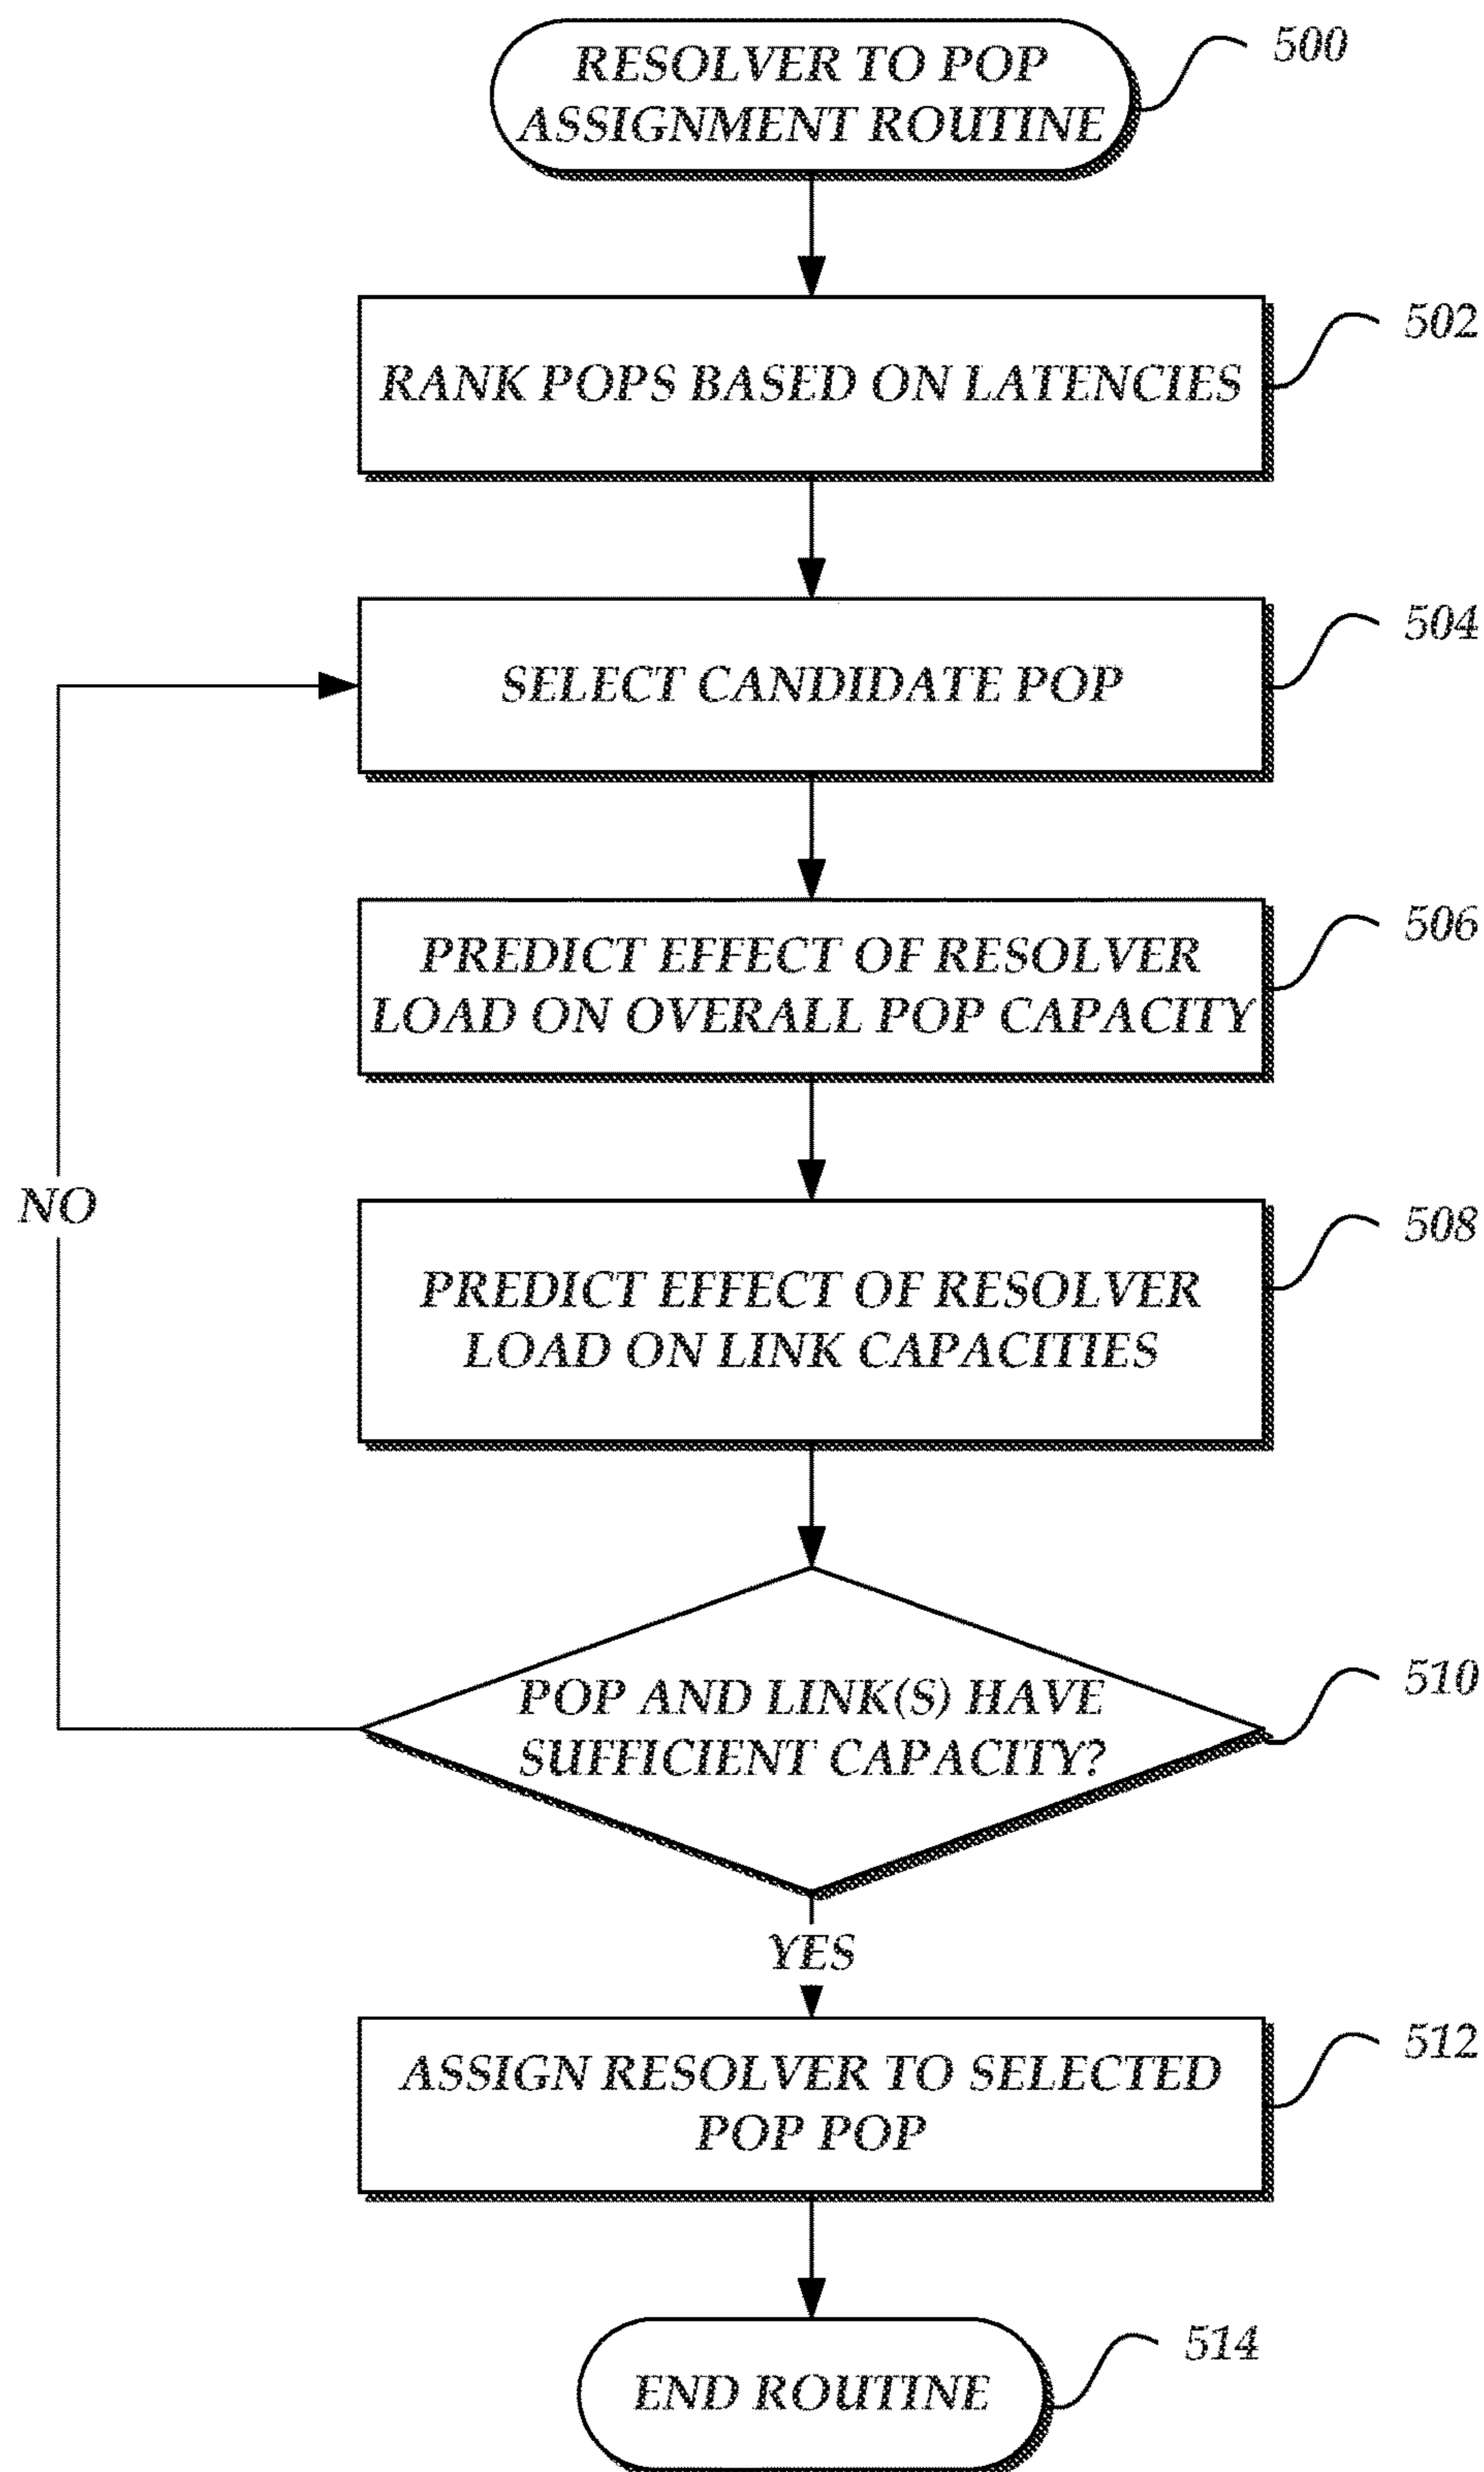 RESOLVER TO POP
ASSIGNMENT ROUTINE
500
RANK POPS BASED ON LATENCIES
502
SELECT CANDIDATE POP
504
PREDICT EFFECT OF RESOLVER
LOAD ON OVERALL POP CAPACITY
506
NO
PREDICT EFFECT OF RESOLVER
LOAD ON LINK CAPACITIES
508
POP AND LINK(S) HAVE
SUFFICIENT CAPACITY?
510
YES
ASSIGN RESOLVER TO SELECTED
POP POP
512
END ROUTINE
514